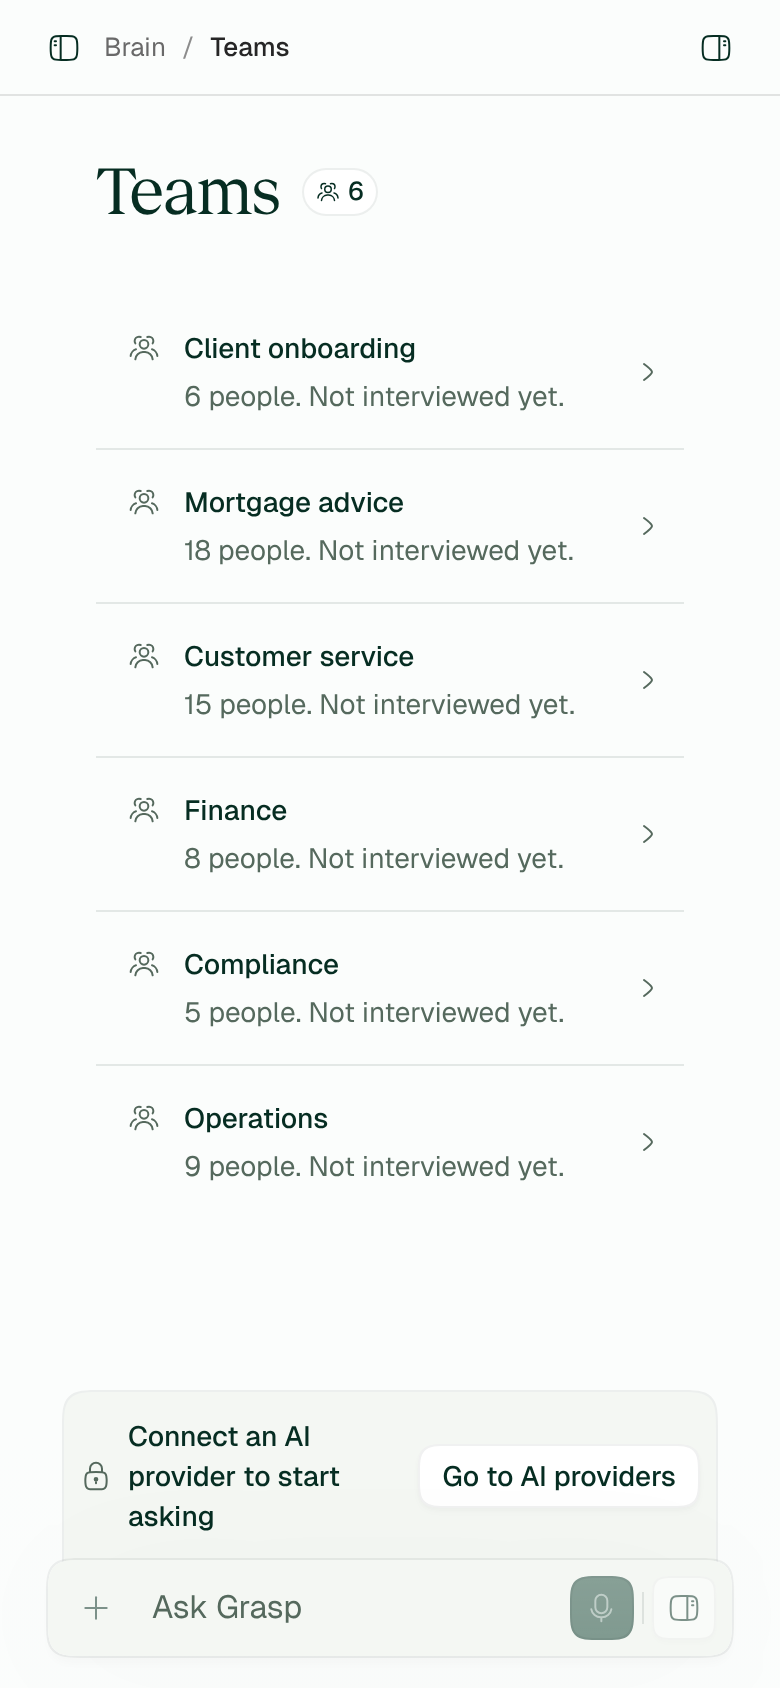 Brain / Teams
Teams 6
Client onboarding
6 people. Not interviewed yet.
Mortgage advice
18 people. Not interviewed yet.
Customer service
15 people. Not interviewed yet.
Finance
8 people. Not interviewed yet.
Compliance
5 people. Not interviewed yet.
Operations
9 people. Not interviewed yet.
Connect an AI
provider to start
asking
Go to AI providers
Ask Grasp